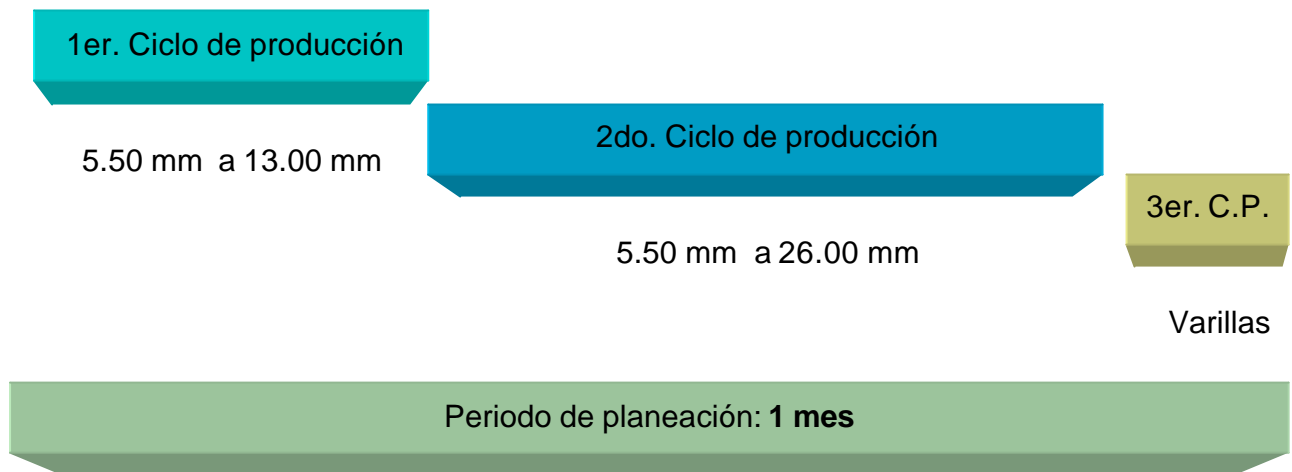 1er. Ciclo de producción
5.50 mm a 13.00 mm
2do. Ciclo de producción
5.50 mm a 26.00 mm
3er. C.P.
Varillas
Periodo de planeación: 1 mes